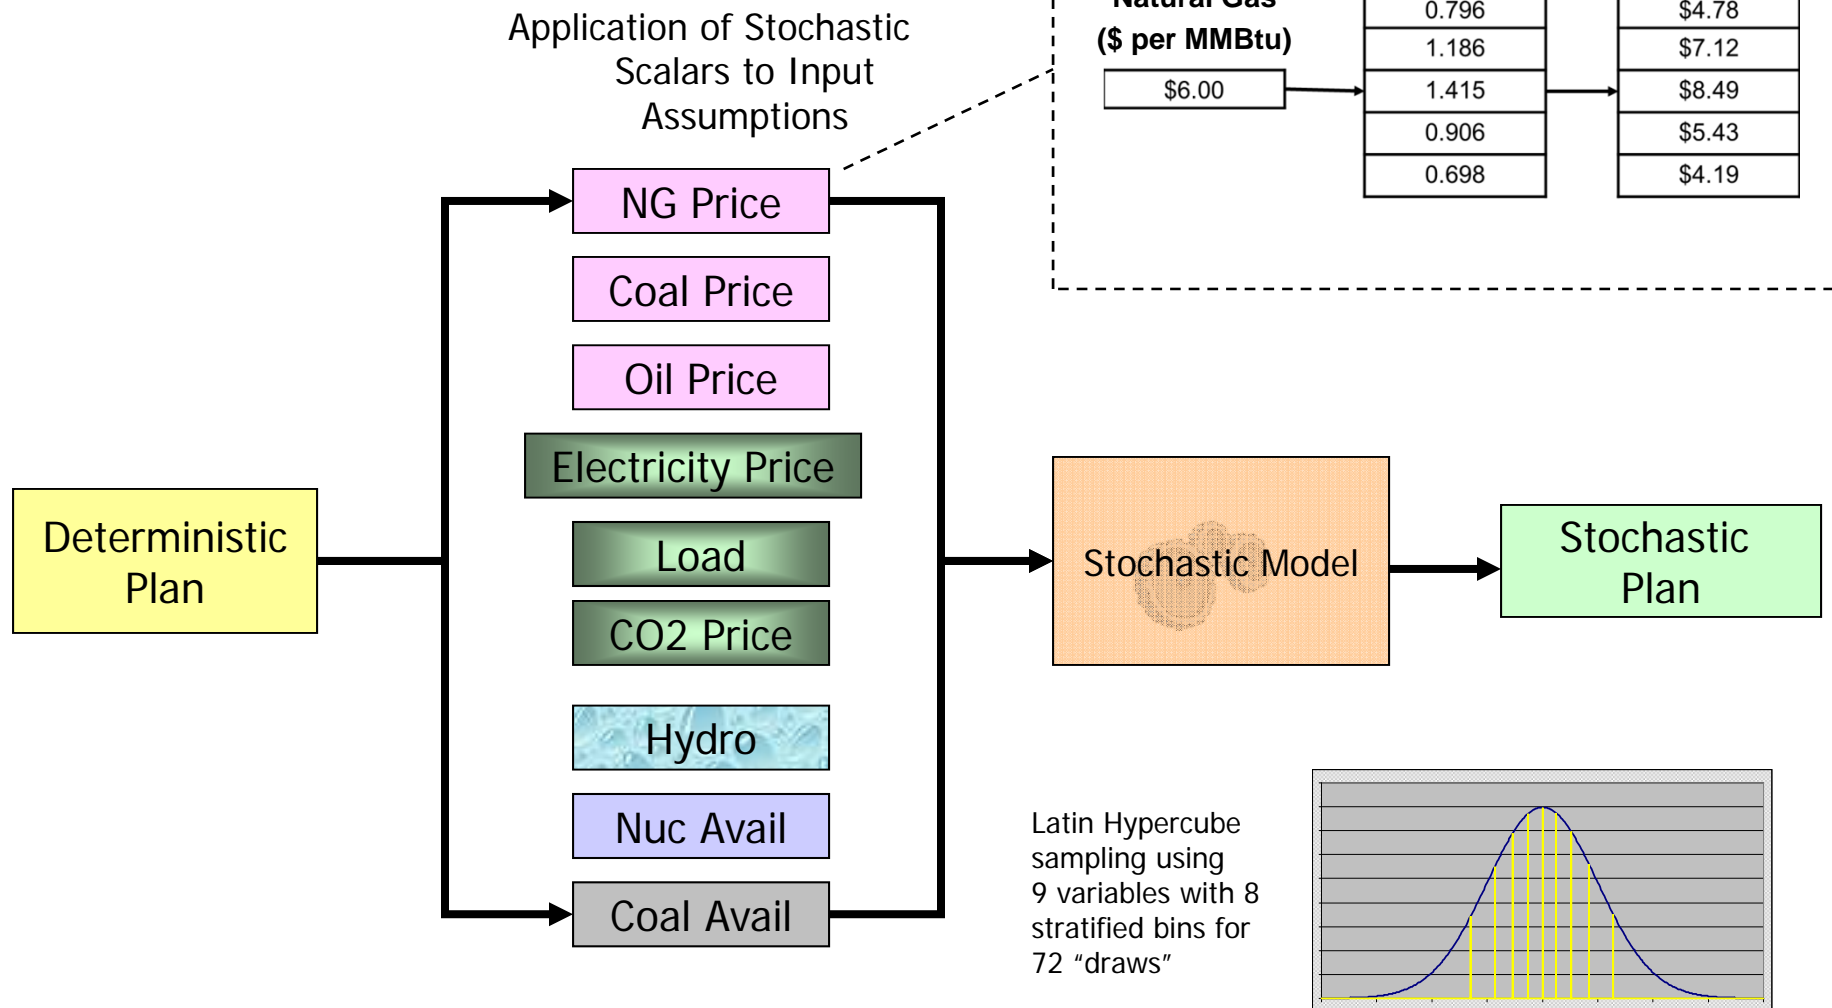 Application of Stochastic
Scalars to Input
Assumptions
Natural Gas
($ per MMBtu)
$6.00
0.796
1.186
1.415
0.906
0.698
$4.78
$7.12
$8.49
$5.43
$4.19
NG Price
Coal Price
Oil Price
Electricity Price
Load
CO2 Price
Hydro
Nuc Avail
Coal Avail
Deterministic
Plan
Stochastic Model
Stochastic
Plan
Latin Hypercube
sampling using
9 variables with 8
stratified bins for
72 “draws”